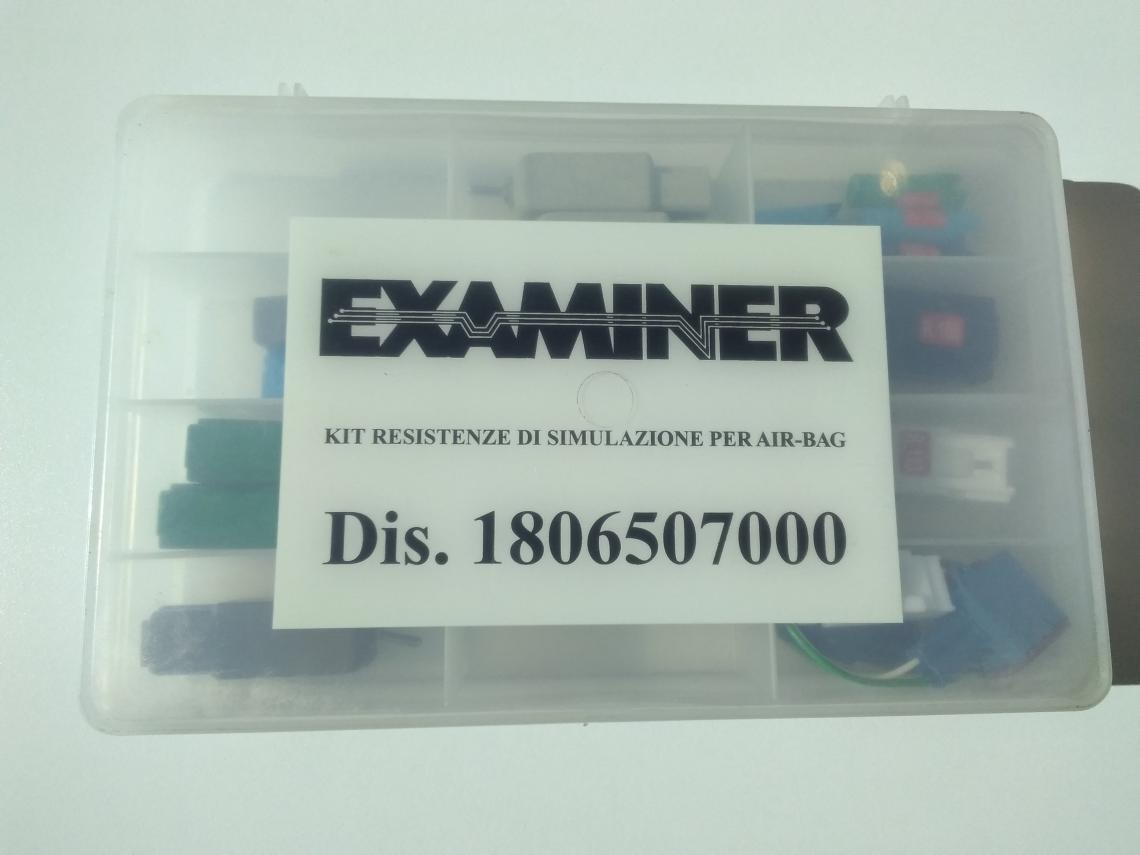 EXAMINER
KIT RESISTENZE DI SIMULAZIONE PER AIR-BAG
Dis. 1806507000